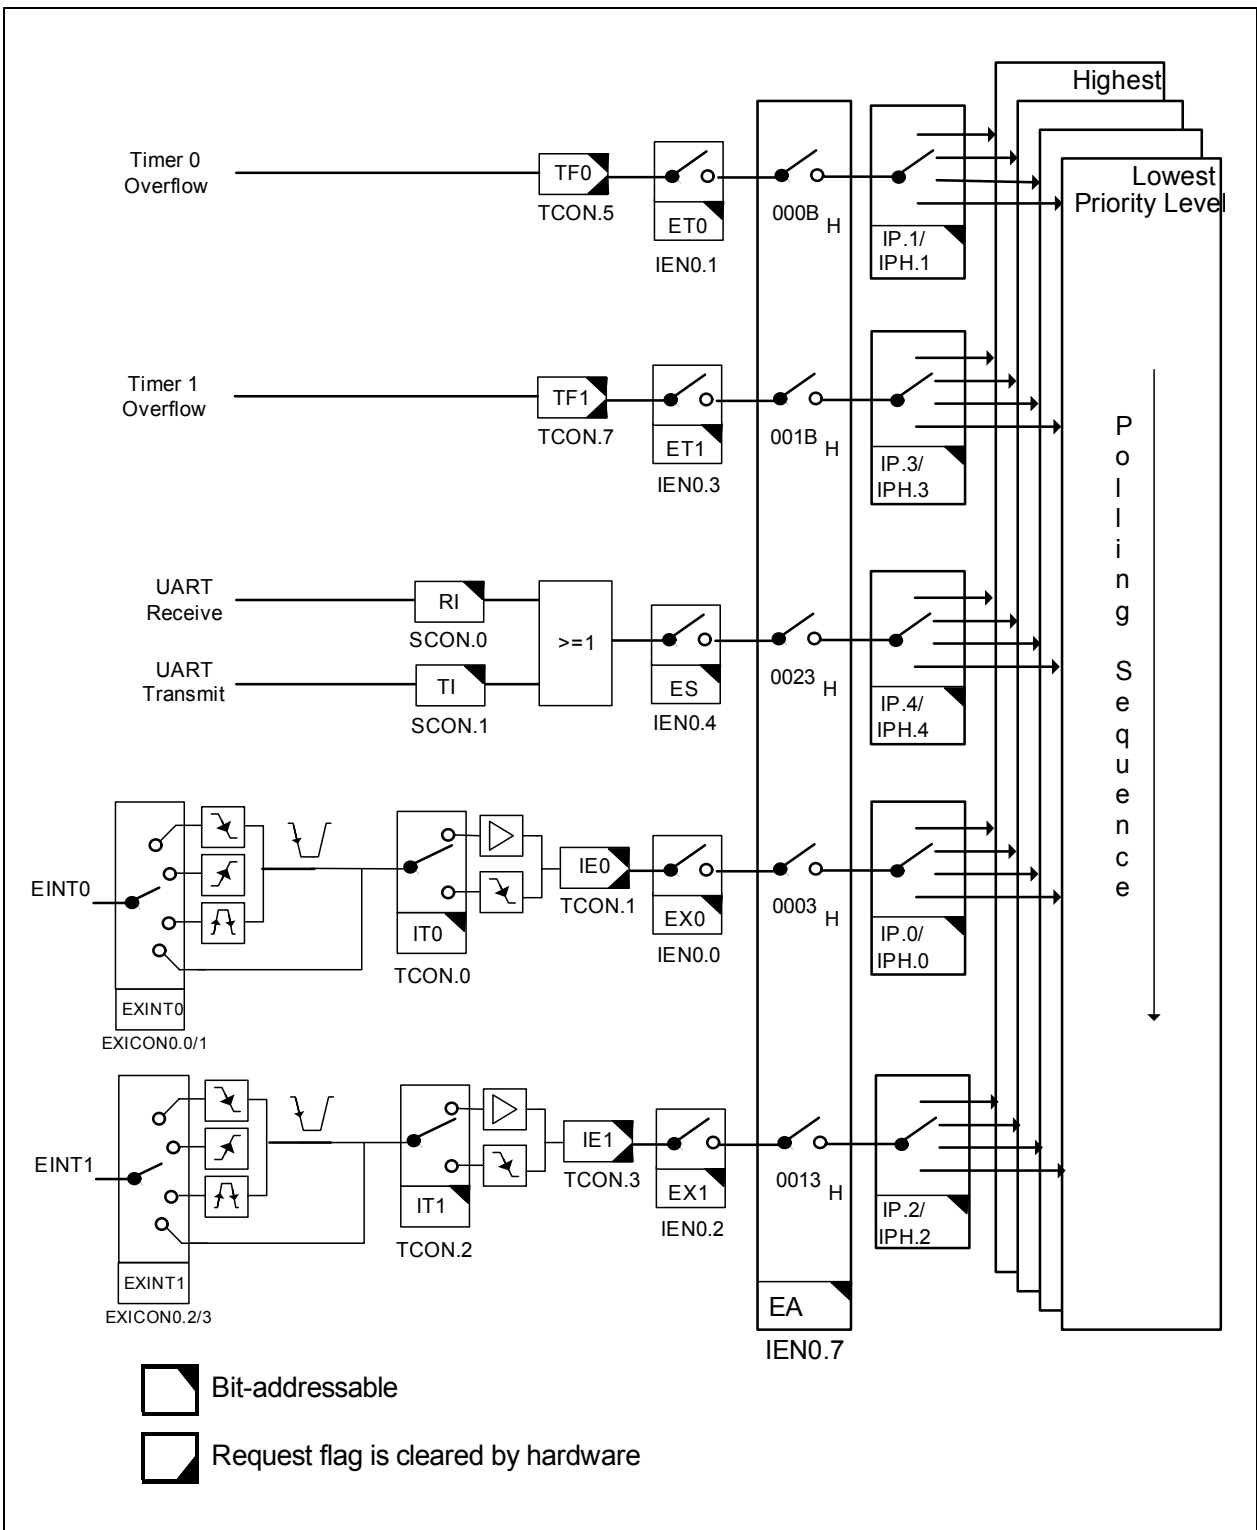 Highest
Lowest
Priority Level
Timer 0
Overflow
TF0
TCON.5
ET0
IEN0.1
000B H
IP.1/
IPH.1
Timer 1
Overflow
TF1
TCON.7
ET1
IEN0.3
001B H
IP.3/
IPH.3
UART
Receive
RI
SCON.0
UART
Transmit
TI
SCON.1
>=1
ES
IEN0.4
0023 H
IP.4/
IPH.4
Polling Sequence
EINT0
EXINT0
EXICON0.0/1
IT0
TCON.0
IE0
TCON.1
EX0
IEN0.0
0003 H
IP.0/
IPH.0
EINT1
EXINT1
EXICON0.2/3
IT1
TCON.2
IE1
TCON.3
EX1
IEN0.2
0013 H
IP.2/
IPH.2
EA
IEN0.7
Bit-addressable
Request flag is cleared by hardware